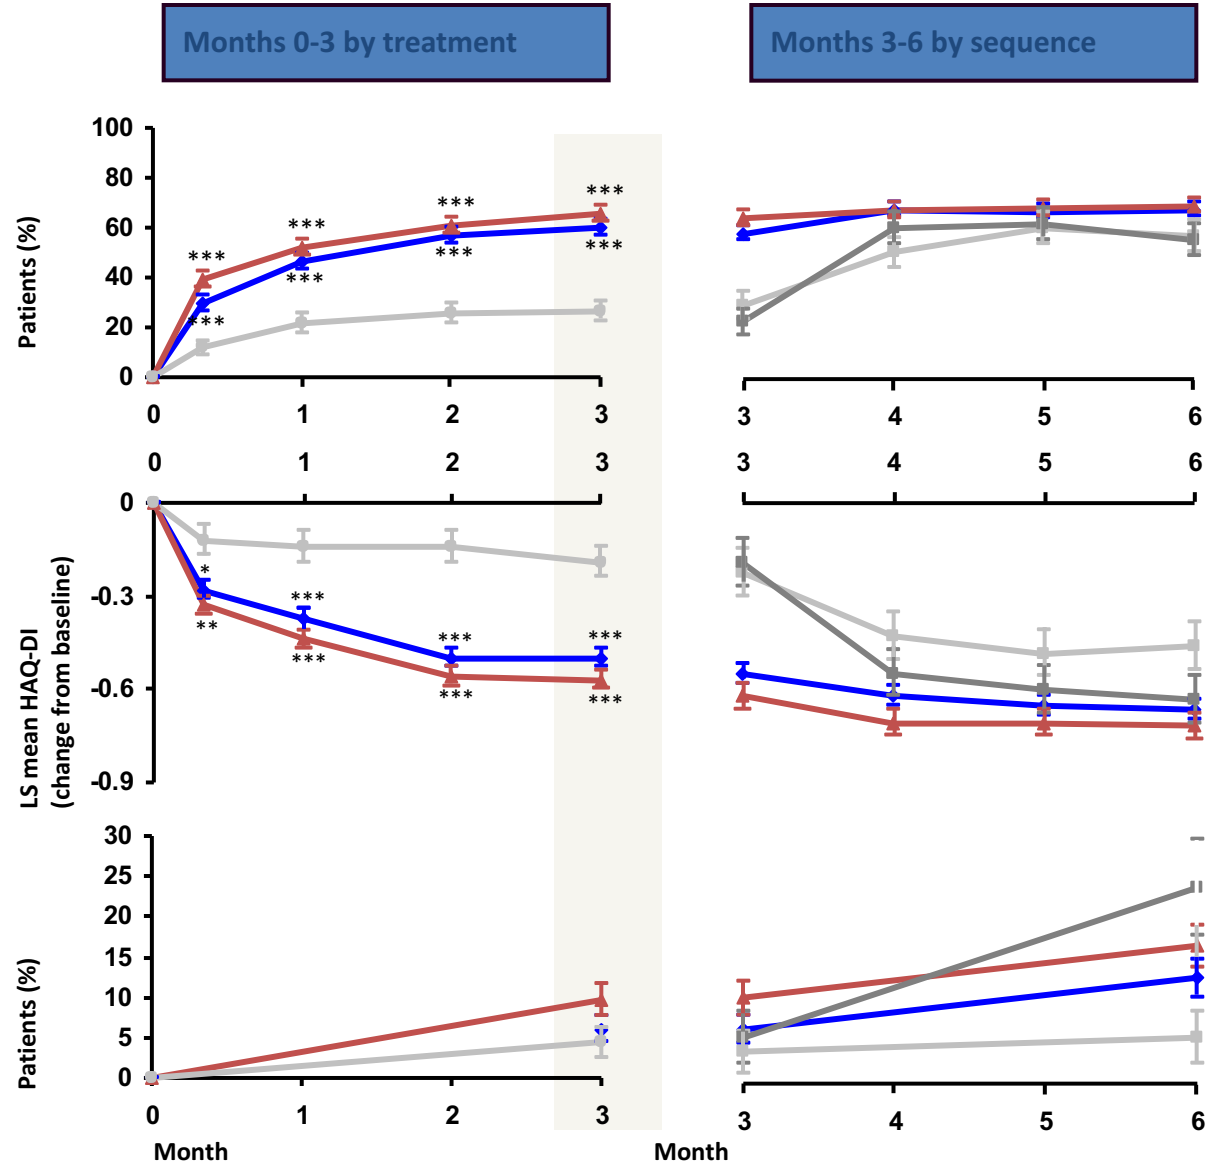 Months 0-3 by treatment
Months 3-6 by sequence
Patients (%)
100
80
60
40
20
0
***
***
***
***
***
***
***
***
0 1 2 3
3 4 5 6
0 1 2 3
3 4 5 6
LS mean HAQ-DI
(change from baseline)
0
-0.3
-0.6
-0.9
*
**
***
***
***
***
***
***
Patients (%)
30
25
20
15
10
5
0
0 1 2 3
3 4 5 6
Month
Month